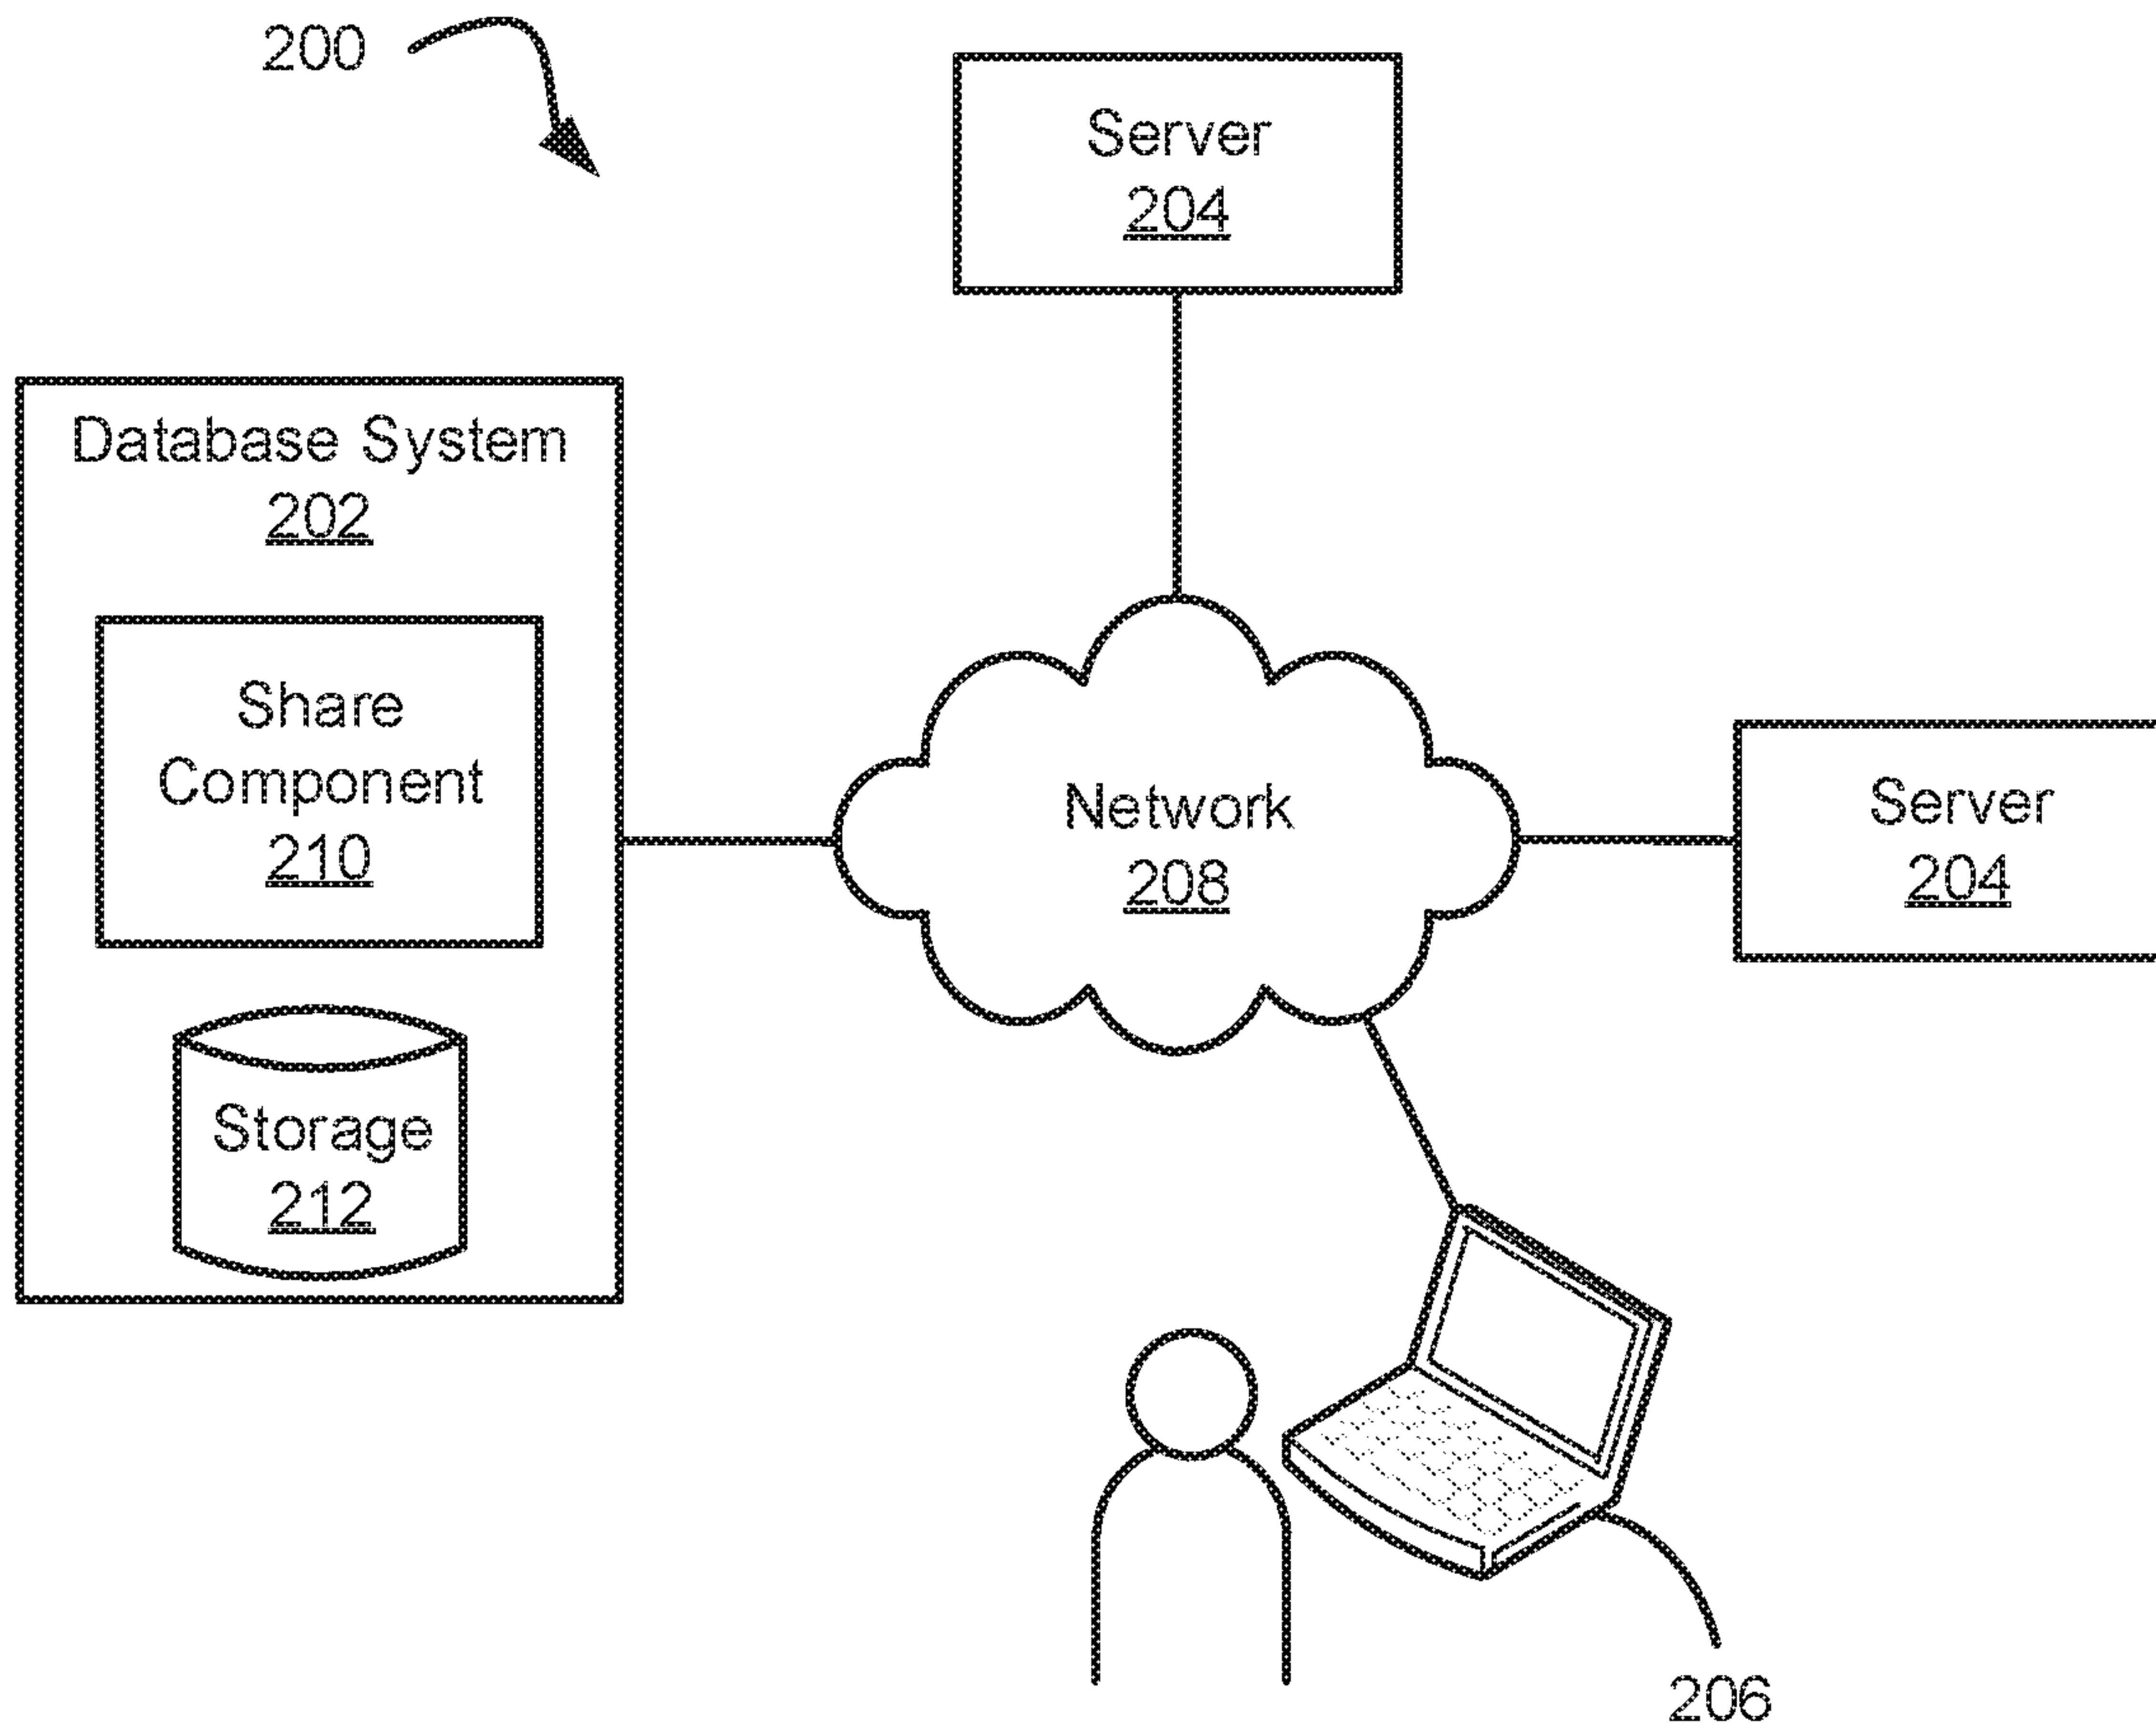 200
Server
204
Database System
202
Share
Component
210
Storage
212
Network
208
Server
204
206